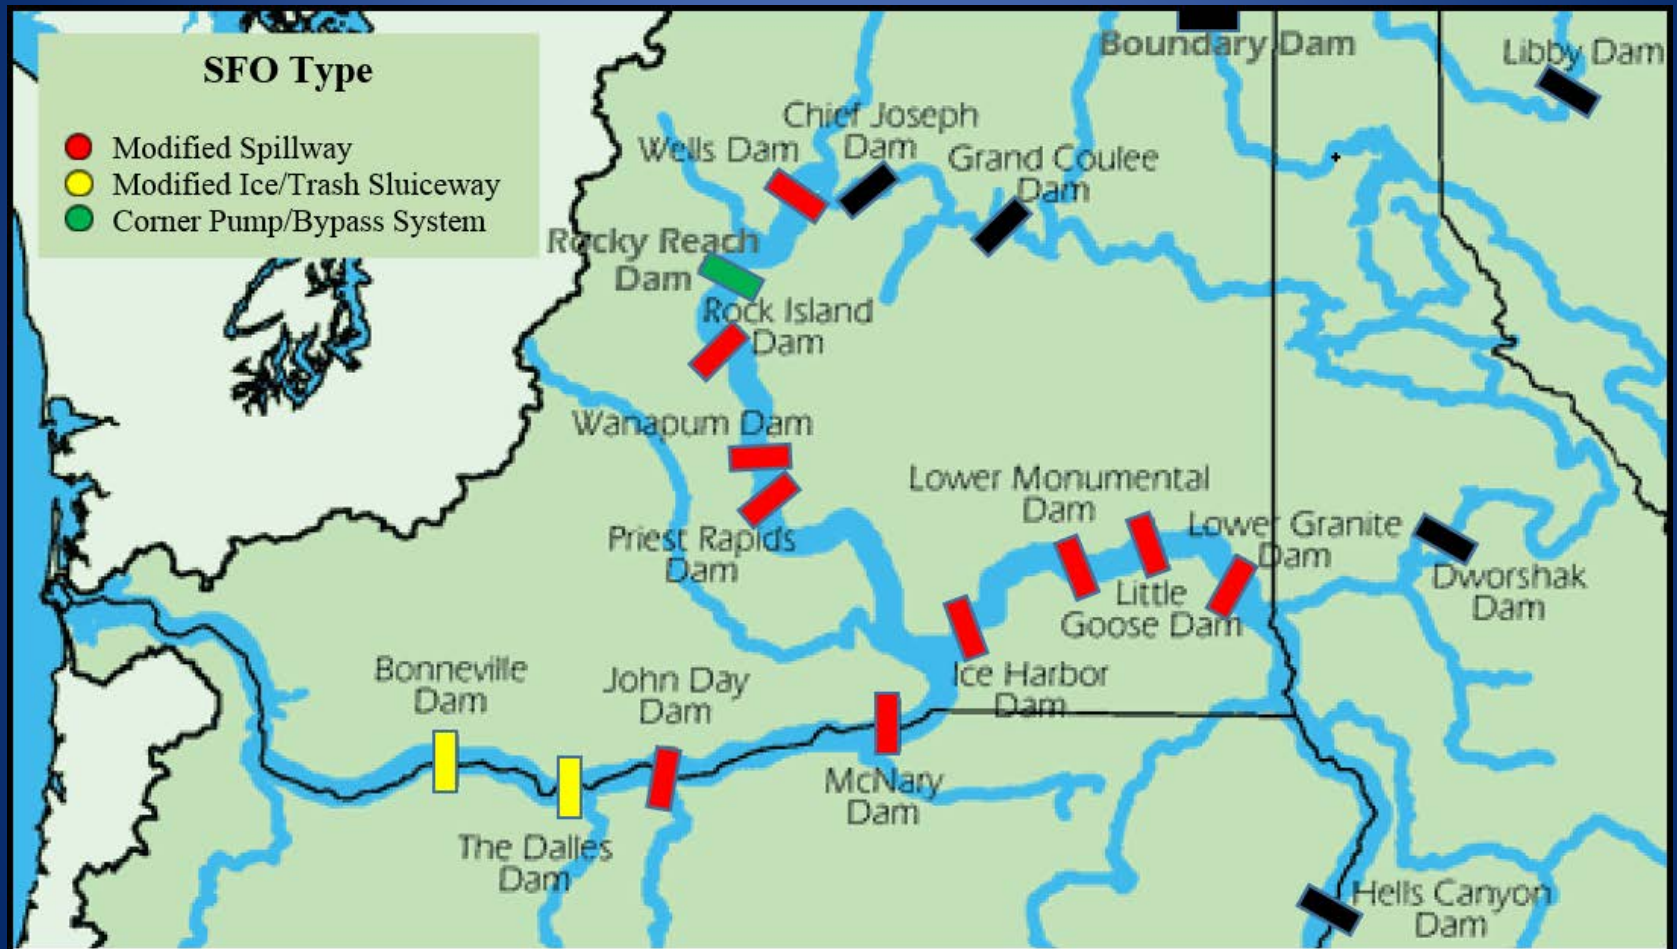 SFO Type
Modified Spillway
Modified Ice/Trash Sluiceway
Corner Pump/Bypass System
Boundary Dam
Libby Dam
Chief Joseph
Dam
Wells Dam
Grand Coulee
Dam
Rocky Reach
Dam
Rock Island
Dam
Wanapum Dam
Priest Rapids
Dam
Lower Monumental
Dam
Lower Granite
Dam
Little
Goose Dam
Dworshak
Dam
Ice Harbor
Dam
Bonneville
Dam
John Day
Dam
McNary
Dam
The Dalles
Dam
Hells Canyon
Dam